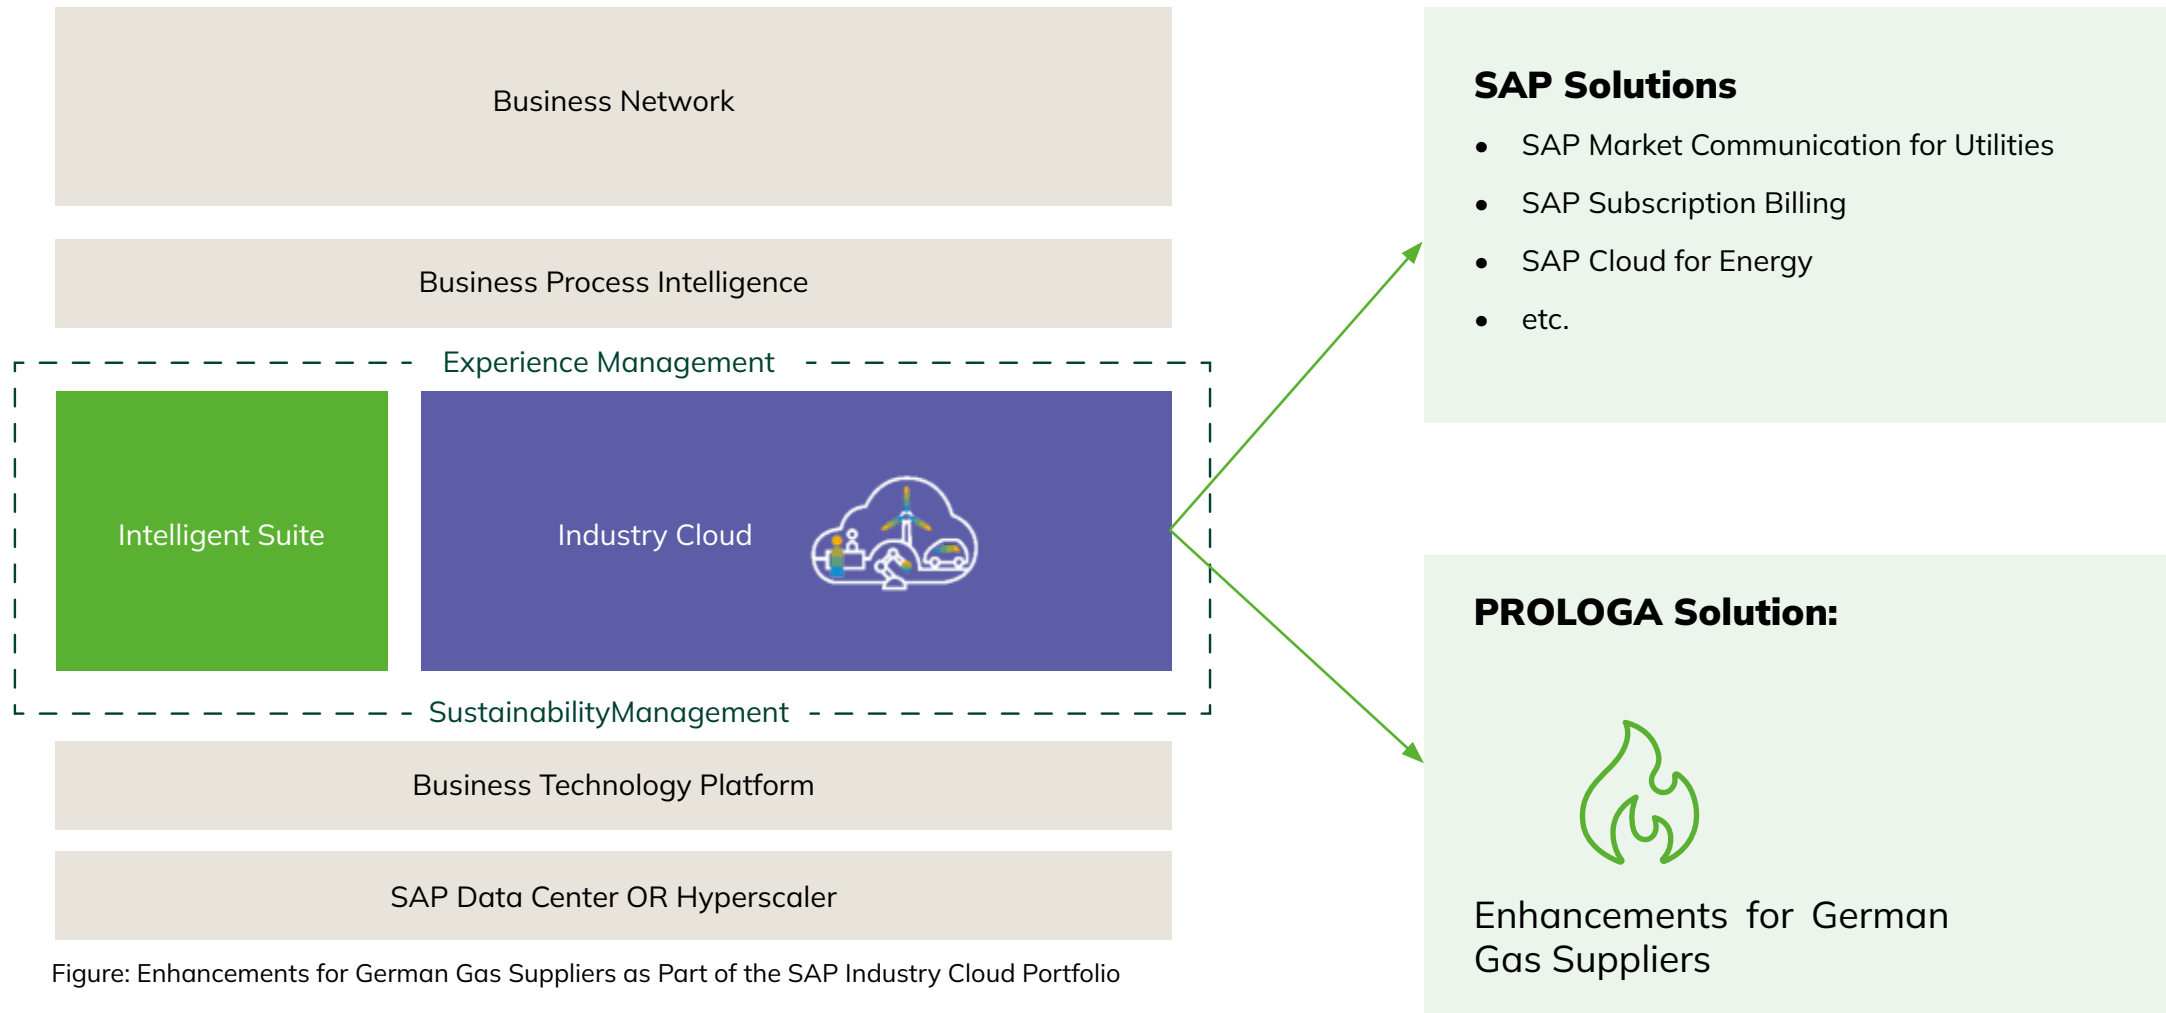 Business Network
Business Process Intelligence
Experience Management
Intelligent Suite
Industry Cloud
SustainabilityManagement
Business Technology Platform
SAP Data Center OR Hyperscaler
Figure: Enhancements for German Gas Suppliers as Part of the SAP Industry Cloud Portfolio
SAP Solutions
• SAP Market Communication for Utilities
• SAP Subscription Billing
• SAP Cloud for Energy
• etc.
PROLOGA Solution:
Enhancements for German
Gas Suppliers